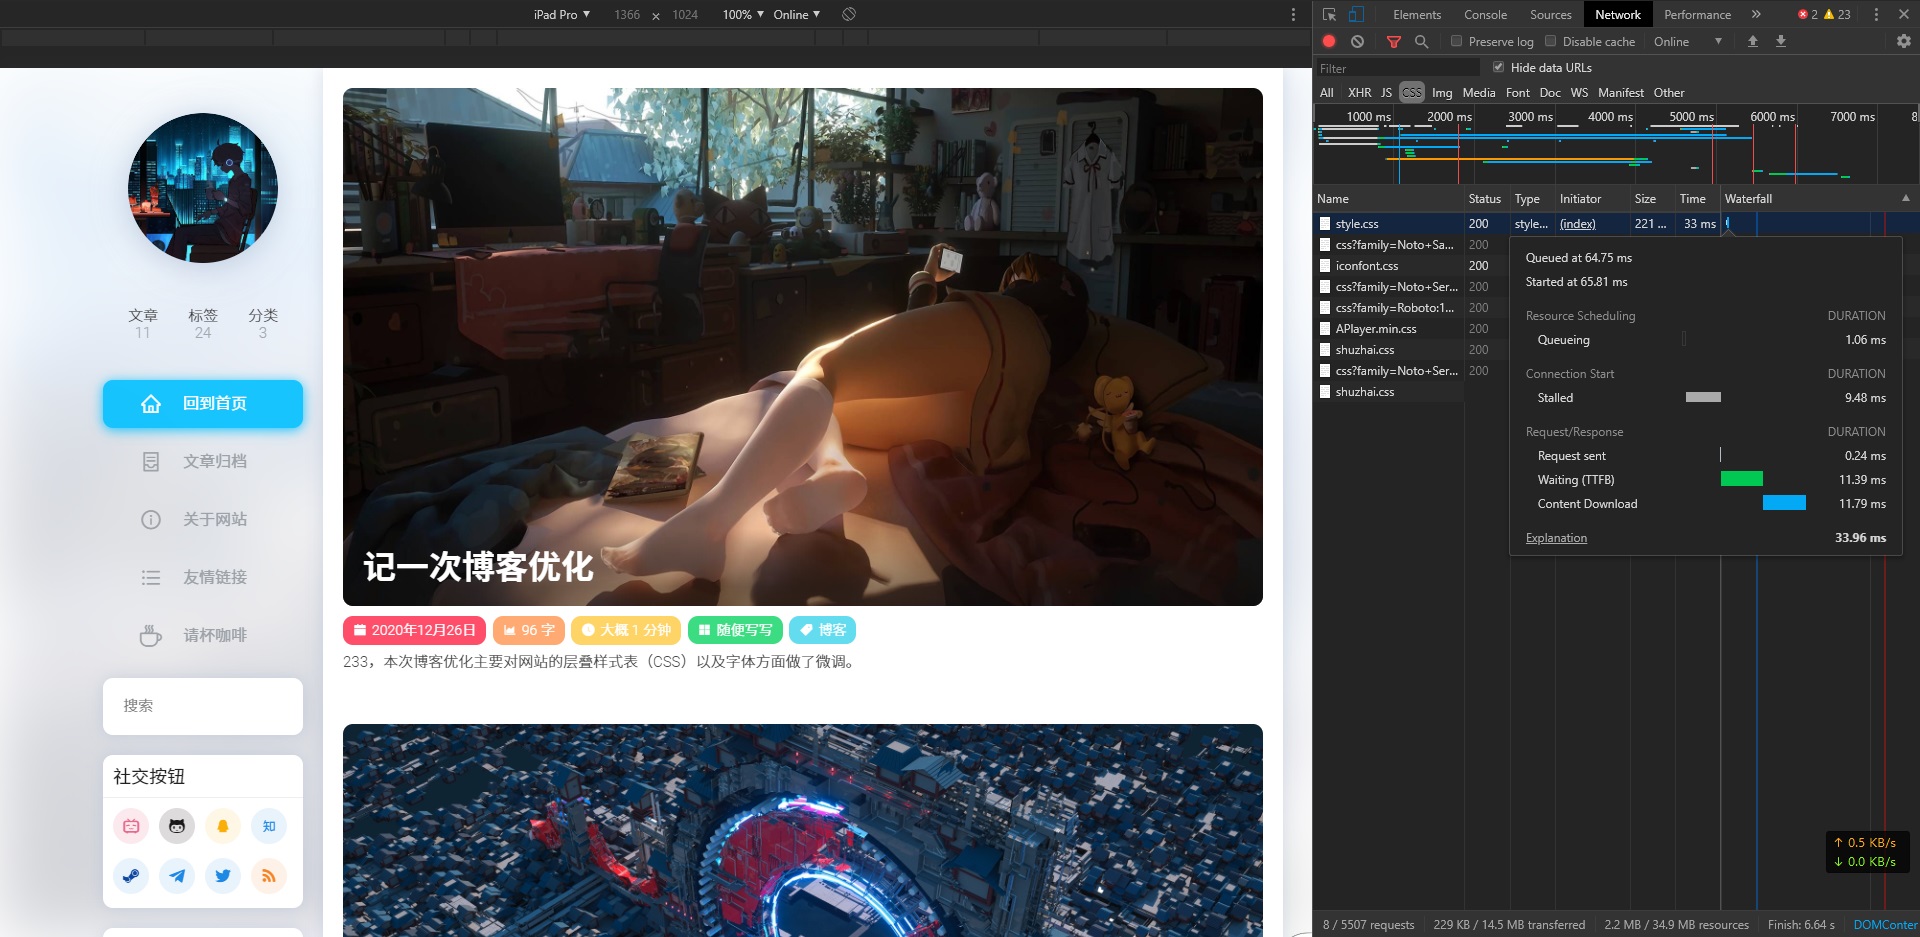 iPad Pro ▼ 1366 × 1024 100% ▼ Online ▼
文章 标签 分类
11 24 3
回到首页
文章归档
关于网站
友情链接
请杯咖啡
搜索
社交按钮
知
记一次博客优化
2020年12月26日 96 字 大概 1 分钟 随便写写 博客
233，本次博客优化主要对网站的层叠样式表（CSS）以及字体方面做了微调。
Elements Console Sources Network Performance » 2 23
Preserve log Disable cache Online ▼
Filter Hide data URLs
All XHR JS CSS Img Media Font Doc WS Manifest Other
1000 ms 2000 ms 3000 ms 4000 ms 5000 ms 6000 ms 7000 ms 8
Name Status Type Initiator Size Time Waterfall
style.css 200 style... (index) 221 ... 33 ms
css?family=Noto+Sa... 200
iconfont.css 200
css?family=Noto+Ser... 200
css?family=Roboto:1... 200
APlayer.min.css 200
shuzhai.css 200
css?family=Noto+Ser... 200
shuzhai.css
Queued at 64.75 ms
Started at 65.81 ms
Resource Scheduling DURATION
Queueing 1.06 ms
Connection Start DURATION
Stalled 9.48 ms
Request/Response DURATION
Request sent 0.24 ms
Waiting (TTFB) 11.39 ms
Content Download 11.79 ms
Explanation 33.96 ms
↑ 0.5 KB/s
↓ 0.0 KB/s
8 / 5507 requests 229 KB / 14.5 MB transferred 2.2 MB / 34.9 MB resources Finish: 6.64 s DOMConter